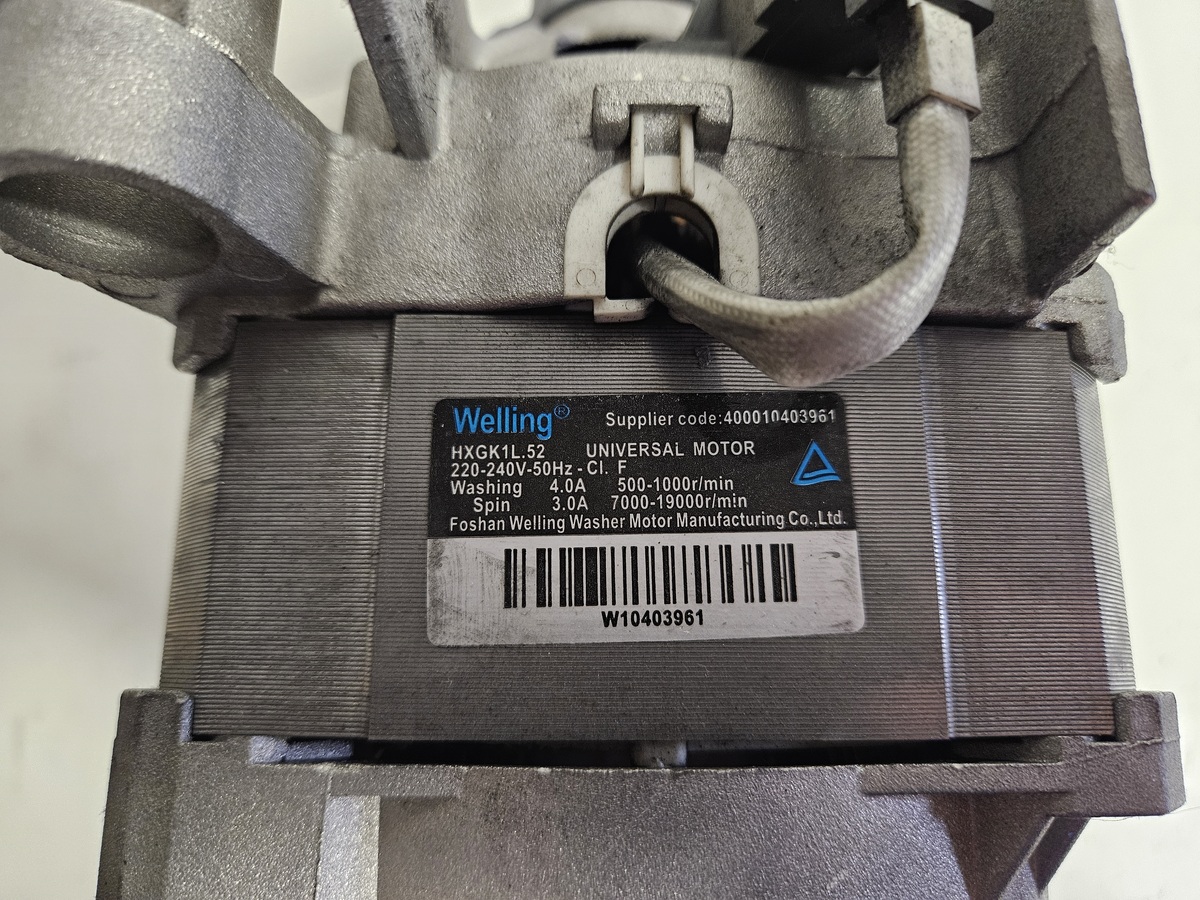 Welling® Supplier code:400010403961
HXGK1L.52 UNIVERSAL MOTOR
220-240V-50Hz - Cl. F
Washing 4.0A 500-1000r/min
Spin 3.0A 7000-19000r/min
Foshan Welling Washer Motor Manufacturing Co.,Ltd.
W10403961